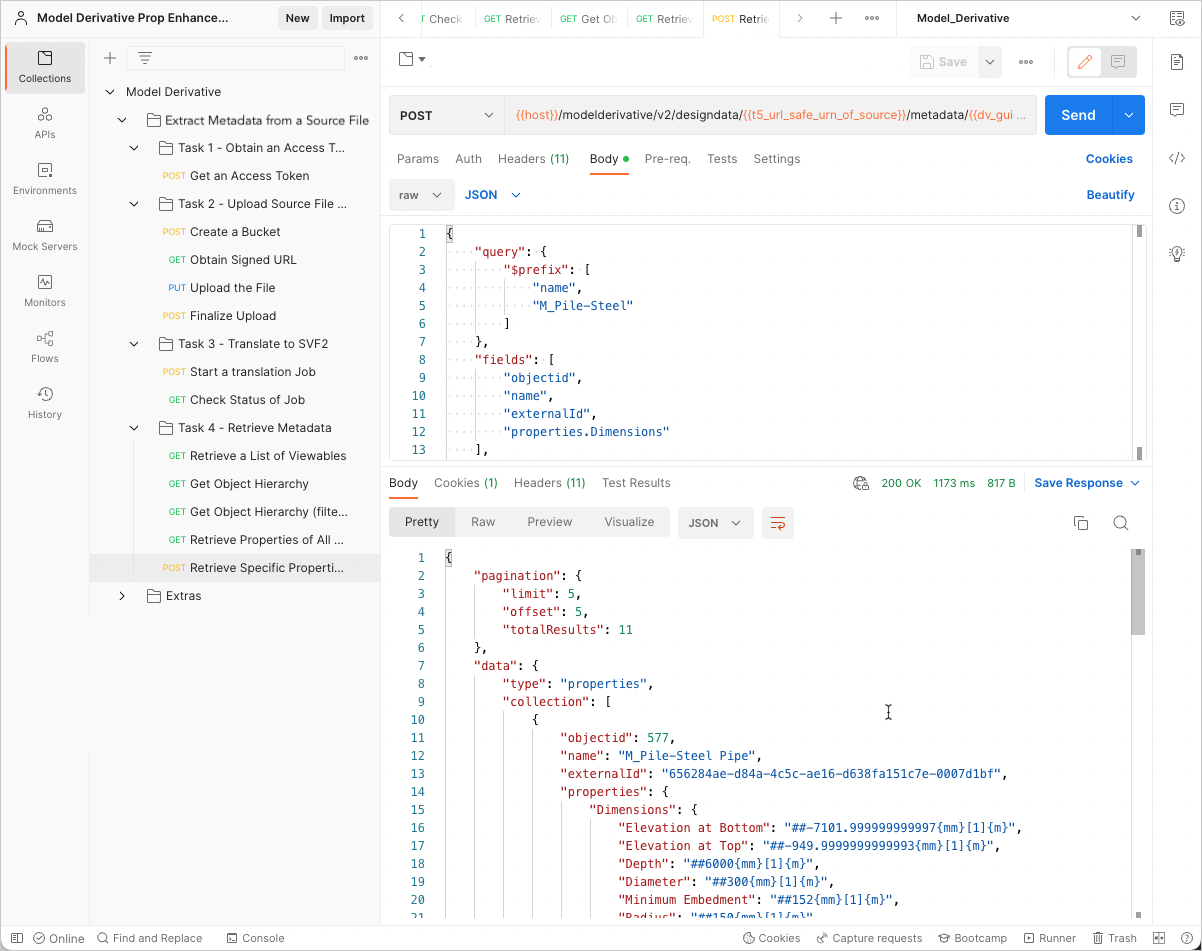 Model Derivative Prop Enhance...
New
Import
Check
GET Retriev
GET Get Ob
GET Retriev
POST Retrie
Model_Derivative
Collections
APIs
Environments
Mock Servers
Monitors
Flows
History
Model Derivative
Extract Metadata from a Source File
Task 1 - Obtain an Access T...
POST Get an Access Token
Task 2 - Upload Source File ...
POST Create a Bucket
GET Obtain Signed URL
PUT Upload the File
POST Finalize Upload
Task 3 - Translate to SVF2
POST Start a translation Job
GET Check Status of Job
Task 4 - Retrieve Metadata
GET Retrieve a List of Viewables
GET Get Object Hierarchy
GET Get Object Hierarchy (filte...
GET Retrieve Properties of All ...
POST Retrieve Specific Properti...
Extras
Save
POST
{{host}}/modelderivative/v2/designdata/{{t5_url_safe_urn_of_source}}/metadata/{{dv_gui ...
Send
Params Auth Headers (11) Body Pre-req. Tests Settings
Cookies
raw
JSON
Beautify
1 {
2 "query": {
3 "$prefix": [
4 "name",
5 "M_Pile-Steel"
6 ]
7 },
8 "fields": [
9 "objectid",
10 "name",
11 "externalId",
12 "properties.Dimensions"
13 ],
Body Cookies (1) Headers (11) Test Results
200 OK 1173 ms 817 B
Save Response
Pretty Raw Preview Visualize
JSON
1 {
2 "pagination": {
3 "limit": 5,
4 "offset": 5,
5 "totalResults": 11
6 },
7 "data": {
8 "type": "properties",
9 "collection": [
10 {
11 "objectid": 577,
12 "name": "M_Pile-Steel Pipe",
13 "externalId": "656284ae-d84a-4c5c-ae16-d638fa151c7e-0007d1bf",
14 "properties": {
15 "Dimensions": {
16 "Elevation at Bottom": "##-7101.999999999997{mm}[1]{m}",
17 "Elevation at Top": "##-949.9999999999993{mm}[1]{m}",
18 "Depth": "##6000{mm}[1]{m}",
19 "Diameter": "##300{mm}[1]{m}",
20 "Minimum Embedment": "##152{mm}[1]{m}",
21 "Radius": "##150{mm}[1]{m}"
Online
Find and Replace
Console
Cookies
Capture requests
Bootcamp
Runner
Trash